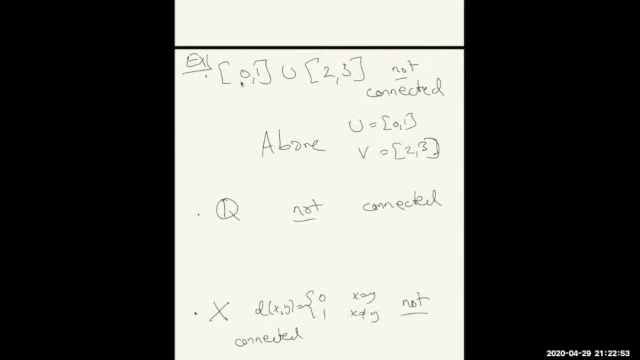 Ex/
· [0,1] ∪ [2,3] not connected
Above U = [0,1]
V = [2,3]
· Q not connected
· X d(x,y) = { 0 x=y
1 x≠y not
connected
2020-04-29 21:22:53